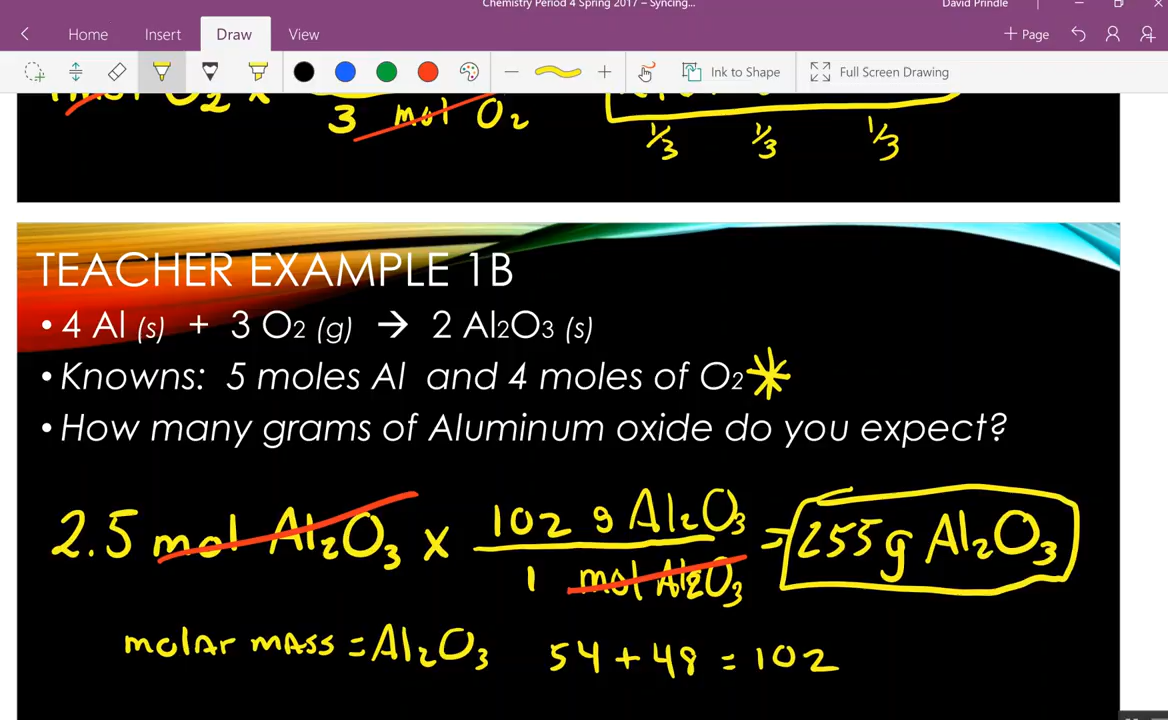 Chemistry Period 4 Spring 2017 – Syncing... David Prindle
Home Insert Draw View + Page
Ink to Shape Full Screen Drawing
O₂ x
3 mol O₂
1/3 1/3 1/3
TEACHER EXAMPLE 1B
• 4 Al (s) + 3 O₂ (g) → 2 Al₂O₃ (s)
• Knowns: 5 moles Al and 4 moles of O₂
• How many grams of Aluminum oxide do you expect?
2.5 mol Al₂O₃ x 102 g Al₂O₃ = 255 g Al₂O₃
1 mol Al₂O₃
molAr mAss = Al₂O₃ 54 + 48 = 102